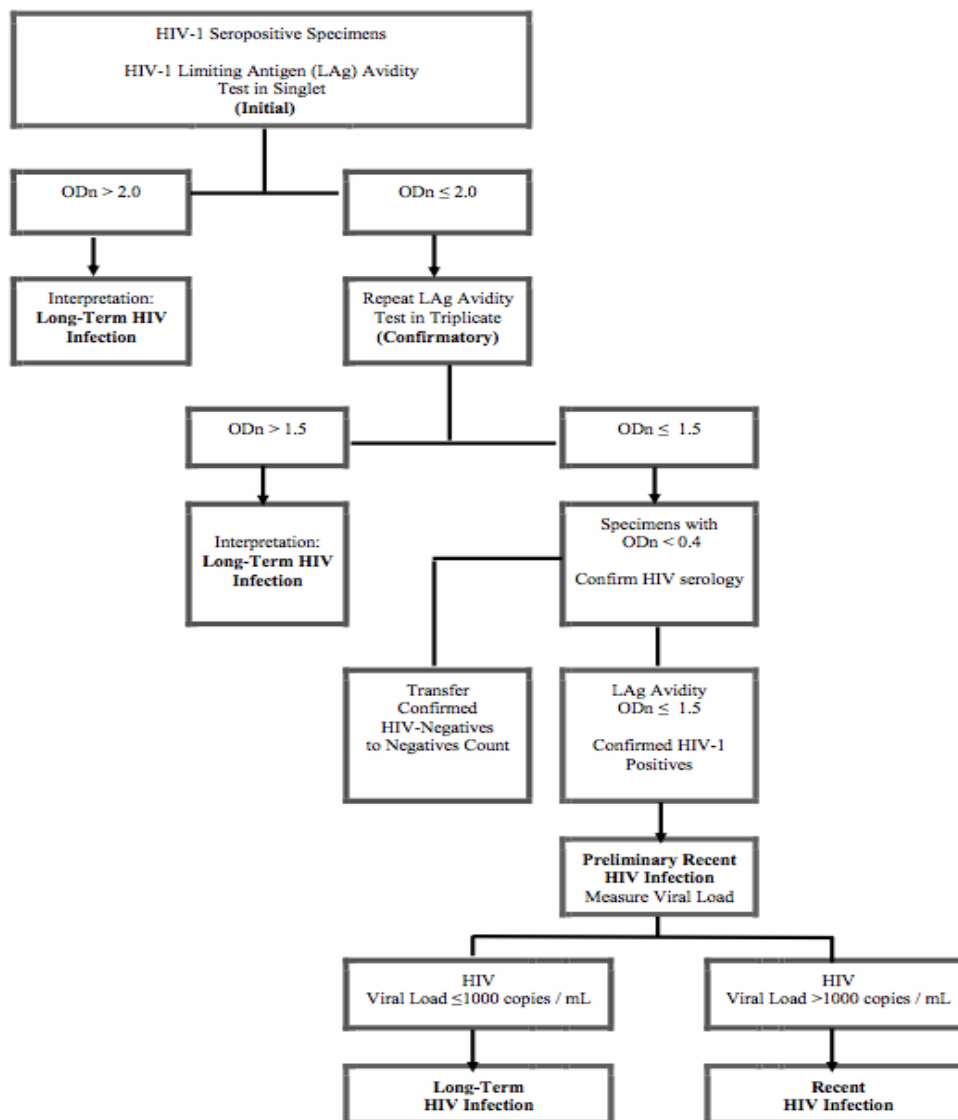 HIV-1 Seropositive Specimens
HIV-1 Limiting Antigen (LAg) Avidity
Test in Singlet
(Initial)
ODn > 2.0
ODn ≤ 2.0
Interpretation:
Long-Term HIV
Infection
Repeat LAg Avidity
Test in Triplicate
(Confirmatory)
ODn > 1.5
ODn ≤ 1.5
Interpretation:
Long-Term HIV
Infection
Specimens with
ODn < 0.4
Confirm HIV serology
Transfer
Confirmed
HIV-Negatives
to Negatives Count
LAg Avidity
ODn ≤ 1.5
Confirmed HIV-1
Positives
Preliminary Recent
HIV Infection
Measure Viral Load
HIV
Viral Load ≤1000 copies / mL
HIV
Viral Load >1000 copies / mL
Long-Term
HIV Infection
Recent
HIV Infection